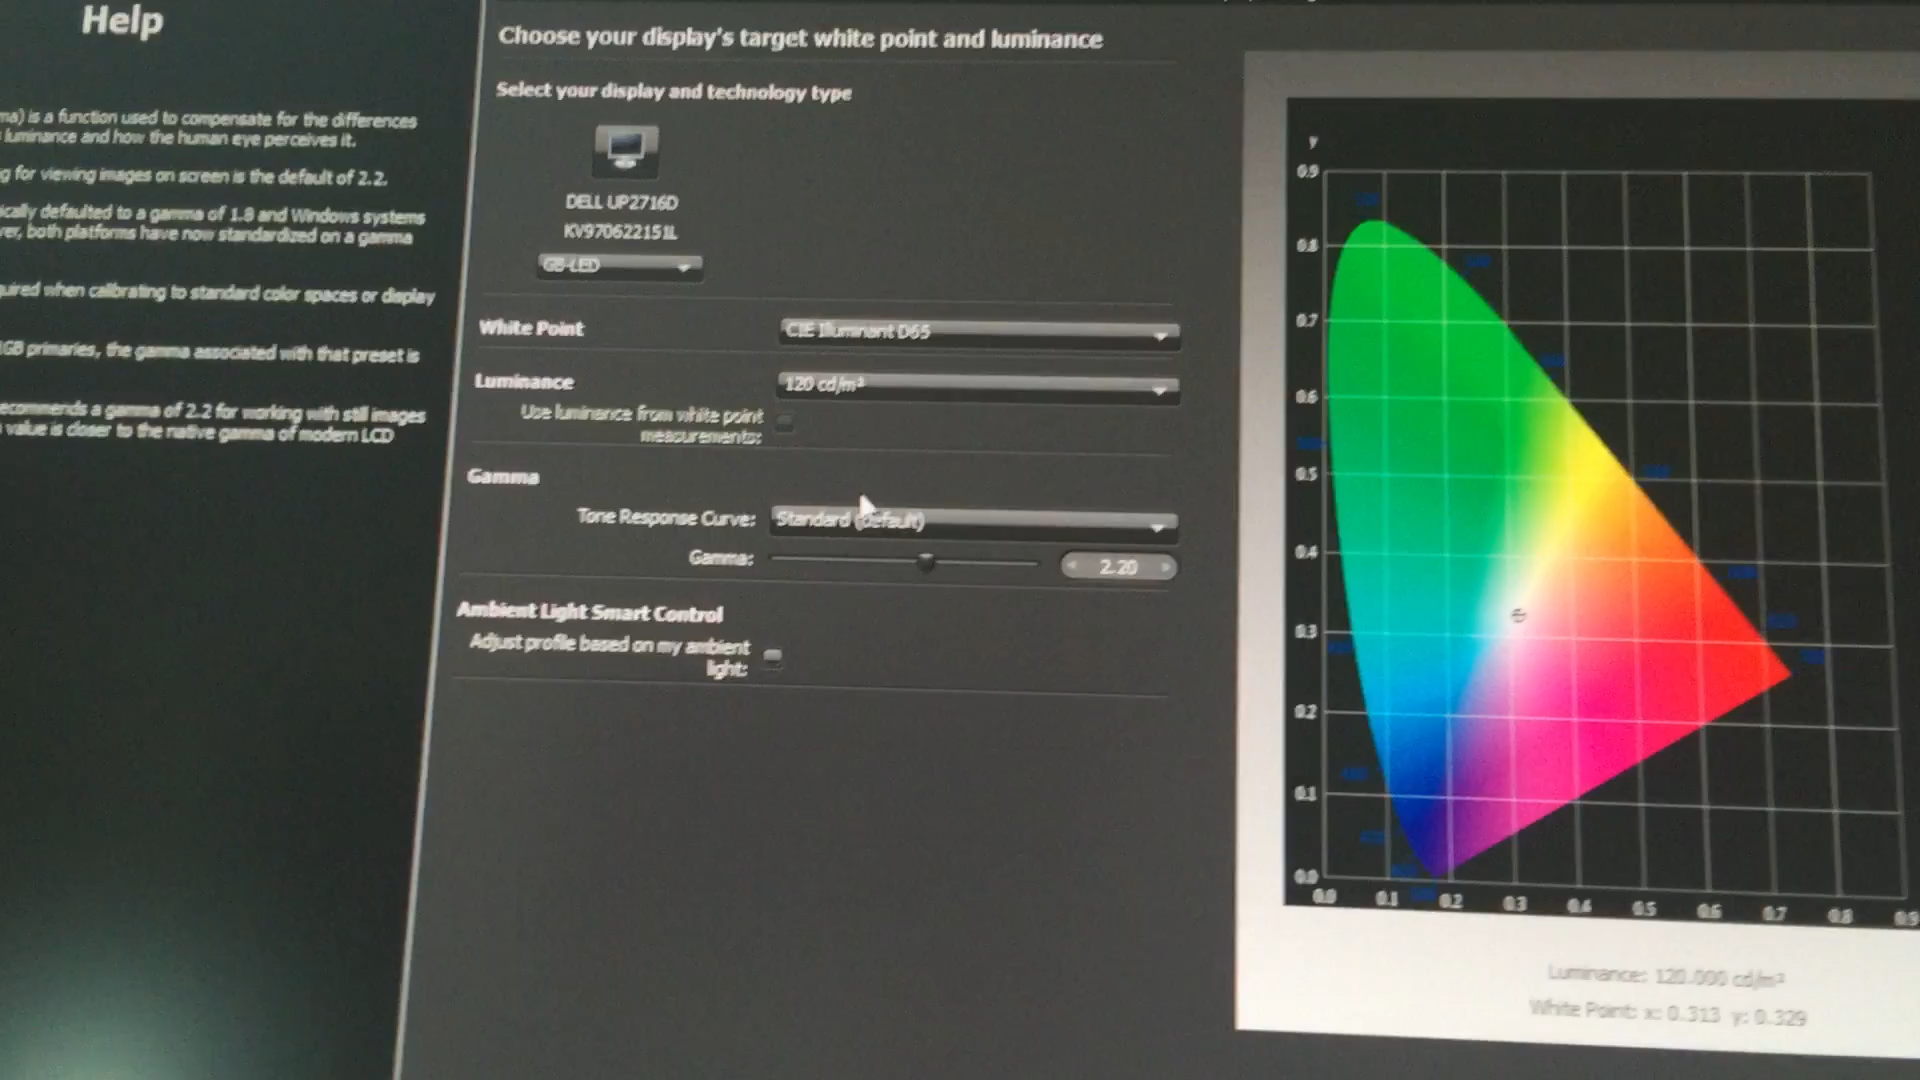 Help
ma) is a function used to compensate for the differences
luminance and how the human eye perceives it.
g for viewing images on screen is the default of 2.2.
ically defaulted to a gamma of 1.8 and Windows systems
ver, both platforms have now standardized on a gamma
uired when calibrating to standard color spaces or display
RGB primaries, the gamma associated with that preset is
ecommends a gamma of 2.2 for working with still images
value is closer to the native gamma of modern LCD
Choose your display's target white point and luminance
Select your display and technology type
DELL UP2716D
KV970622151L
GB-LED
White Point
CIE Illuminant D65
Luminance
120 cd/m²
Use luminance from white point
measurements:
Gamma
Tone Response Curve:
Standard (default)
Gamma:
2.20
Ambient Light Smart Control
Adjust profile based on my ambient
light:
y
0.9
0.8
0.7
0.6
0.5
0.4
0.3
0.2
0.1
0.0
0.0 0.1 0.2 0.3 0.4 0.5 0.6 0.7 0.8 0.9
Luminance: 120.000 cd/m²
White Point: x: 0.313 y: 0.329